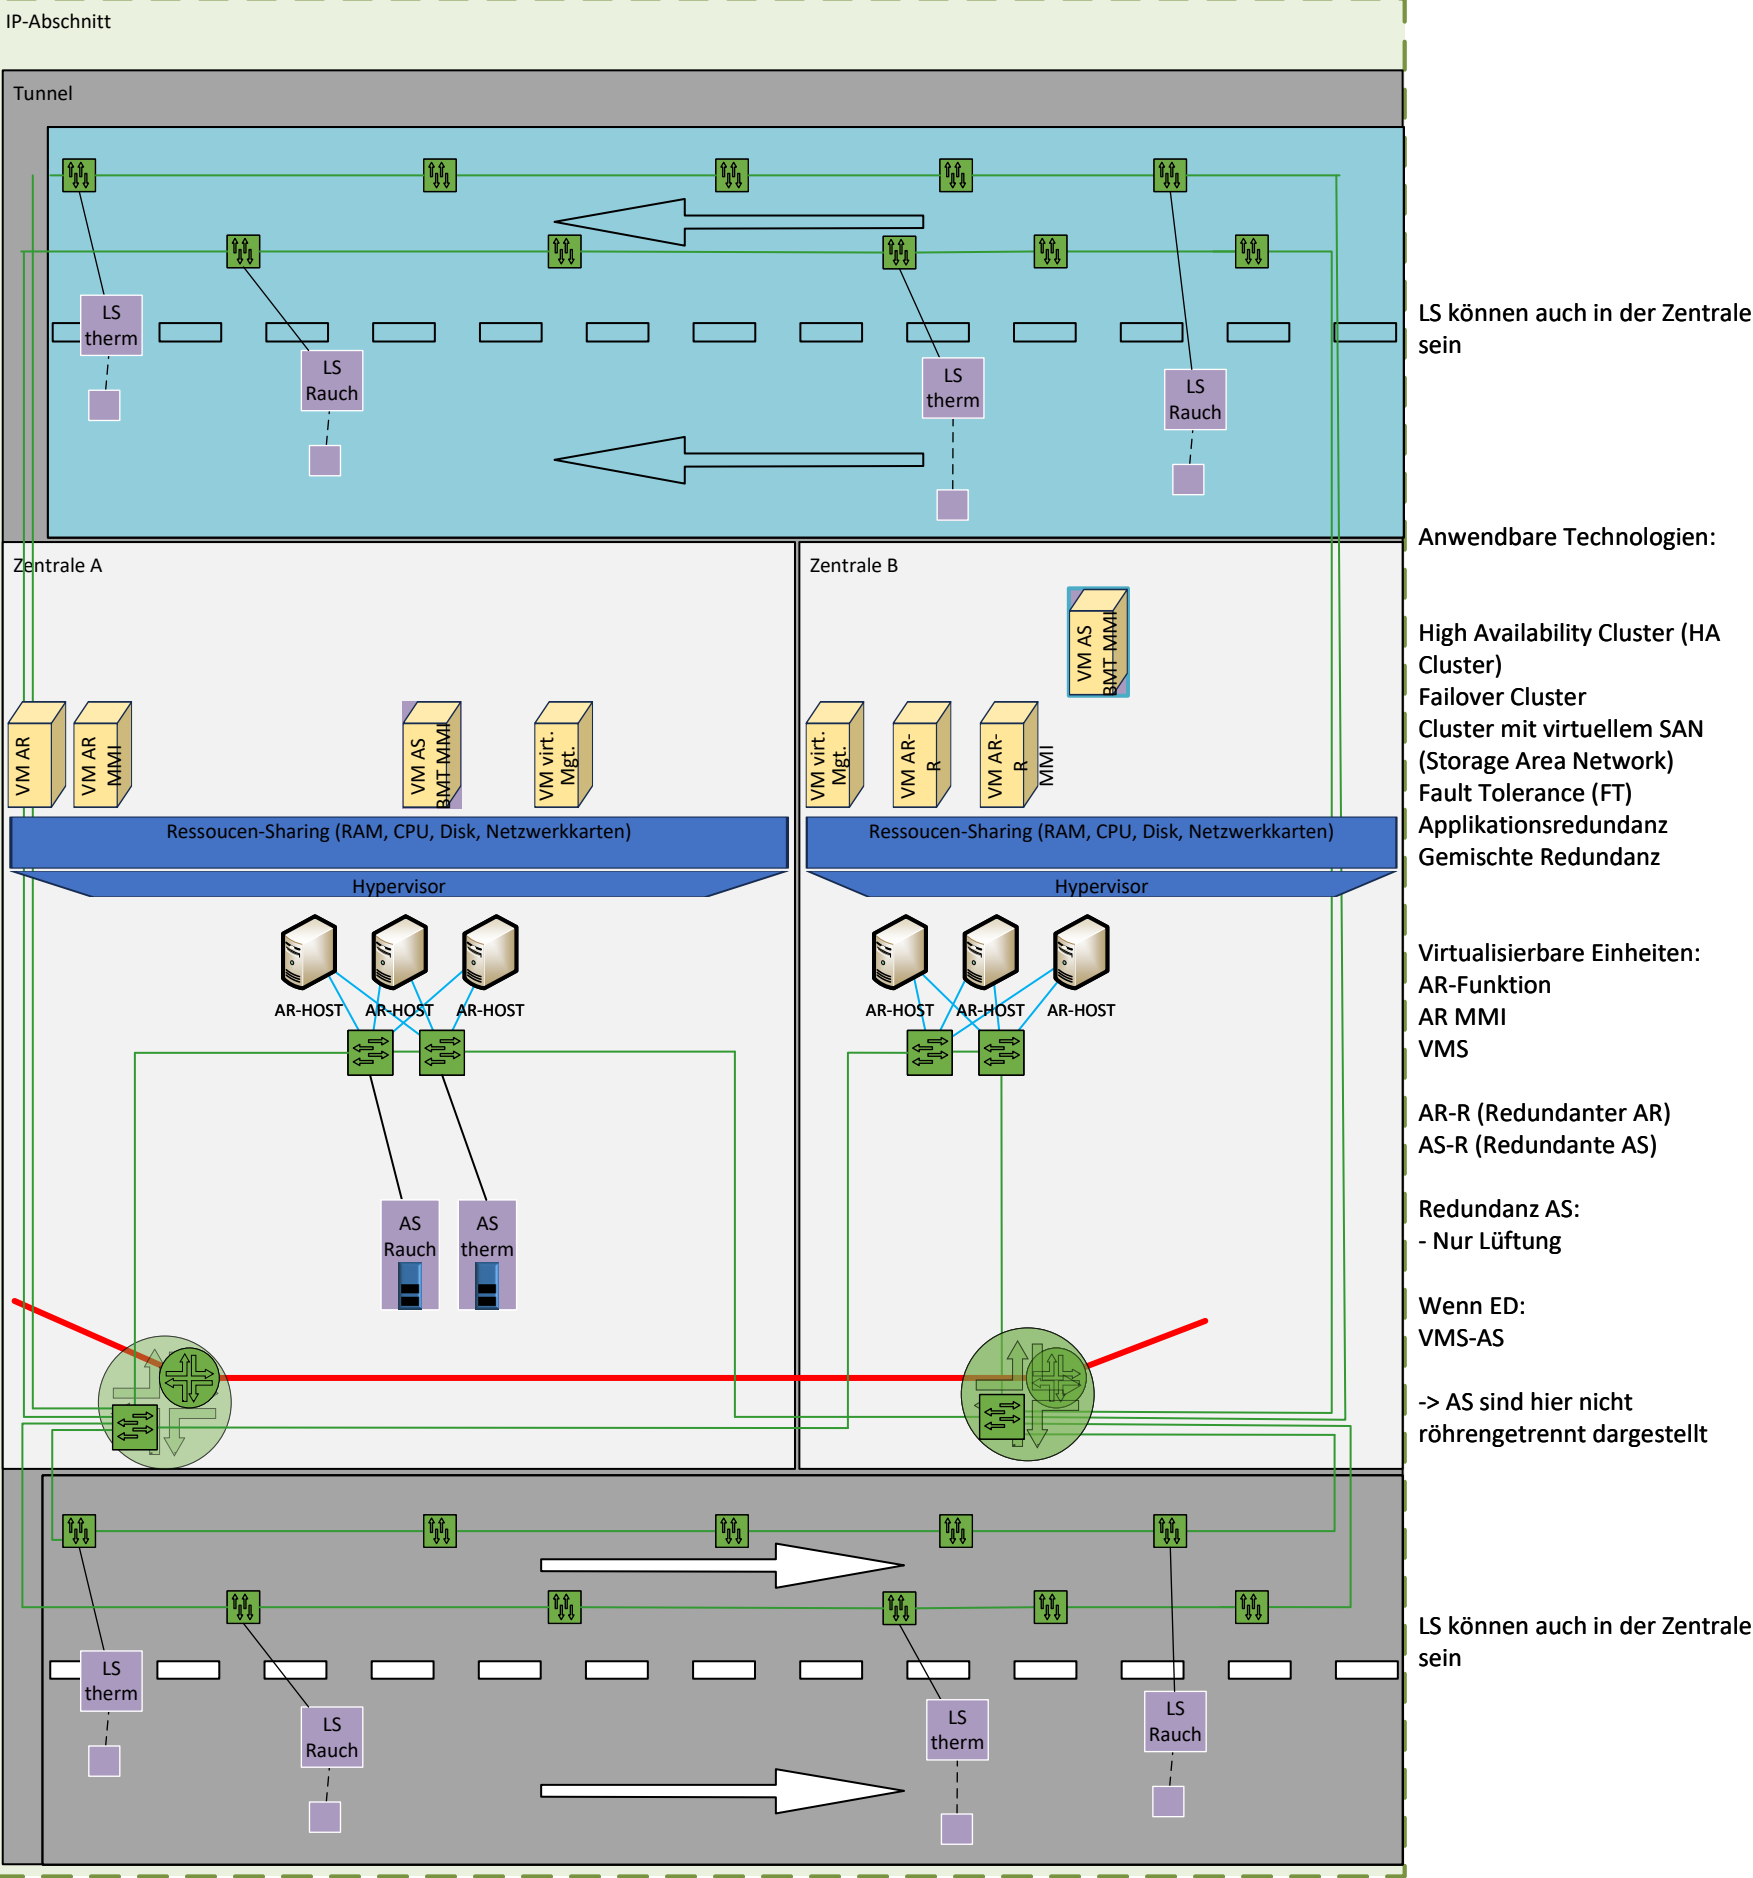 IP-Abschnitt
Tunnel
LS
therm
LS
Rauch
LS
therm
LS
Rauch
LS können auch in der Zentrale
sein
Zentrale A
Zentrale B
Anwendbare Technologien:
High Availability Cluster (HA
Cluster)
Failover Cluster
Cluster mit virtuellem SAN
(Storage Area Network)
Fault Tolerance (FT)
Applikationsredundanz
Gemischte Redundanz
VM AS
BMT MMI
VM AR
VM AR
MMI
VM AS
BMT MMI
VM virt.
Mgt.
VM virt.
Mgt.
VM AR-
R
VM AR-
R
MMI
Ressoucen-Sharing (RAM, CPU, Disk, Netzwerkkarten)
Ressoucen-Sharing (RAM, CPU, Disk, Netzwerkkarten)
Hypervisor
Hypervisor
AR-HOST
AR-HOST
AR-HOST
AR-HOST
AR-HOST
AR-HOST
Virtualisierbare Einheiten:
AR-Funktion
AR MMI
VMS
AR-R (Redundanter AR)
AS-R (Redundante AS)
Redundanz AS:
- Nur Lüftung
Wenn ED:
VMS-AS
-> AS sind hier nicht
röhrengetrennt dargestellt
AS
Rauch
AS
therm
LS
therm
LS
Rauch
LS
therm
LS
Rauch
LS können auch in der Zentrale
sein